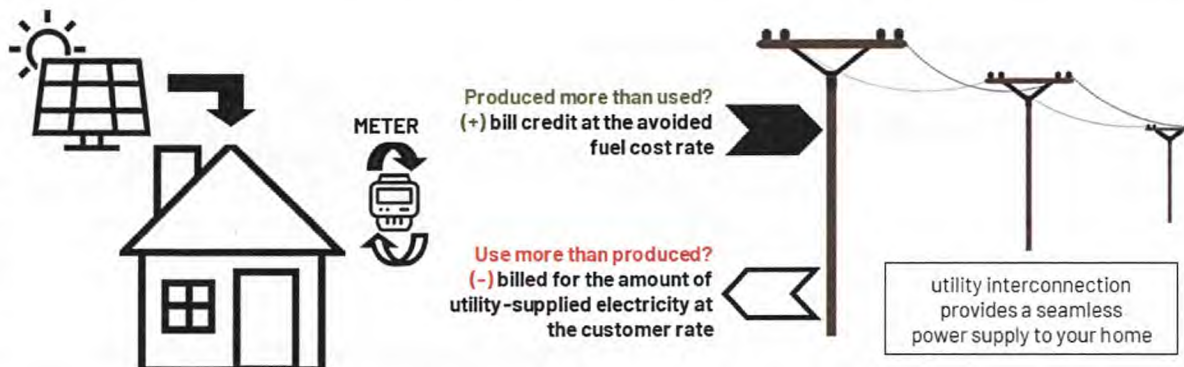 METER
Produced more than used?
(+) bill credit at the avoided
fuel cost rate
Use more than produced?
(-) billed for the amount of
utility-supplied electricity at
the customer rate
utility interconnection
provides a seamless
power supply to your home